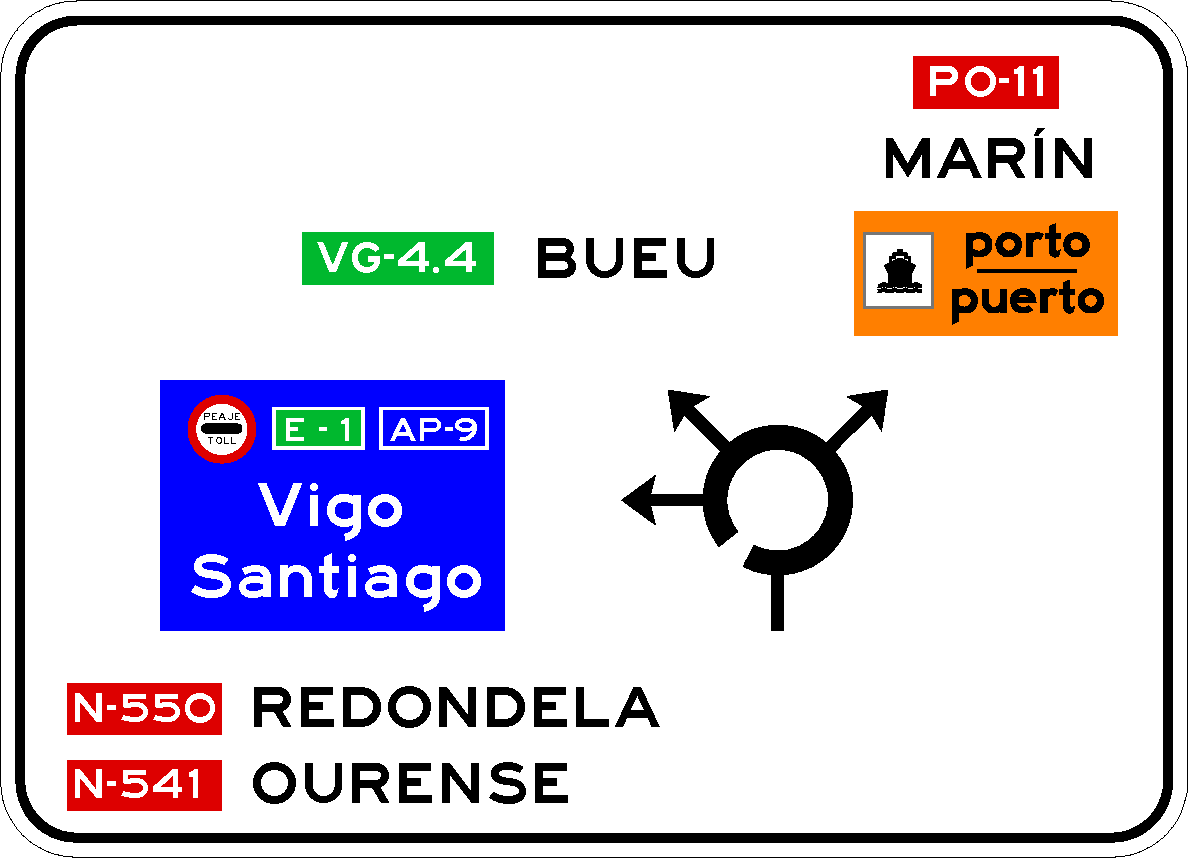 PO-11
MARÍN
VG-4.4 BUEU
porto
puerto
PEAJE
TOLL
E - 1 AP-9
Vigo
Santiago
N-550 REDONDELA
N-541 OURENSE